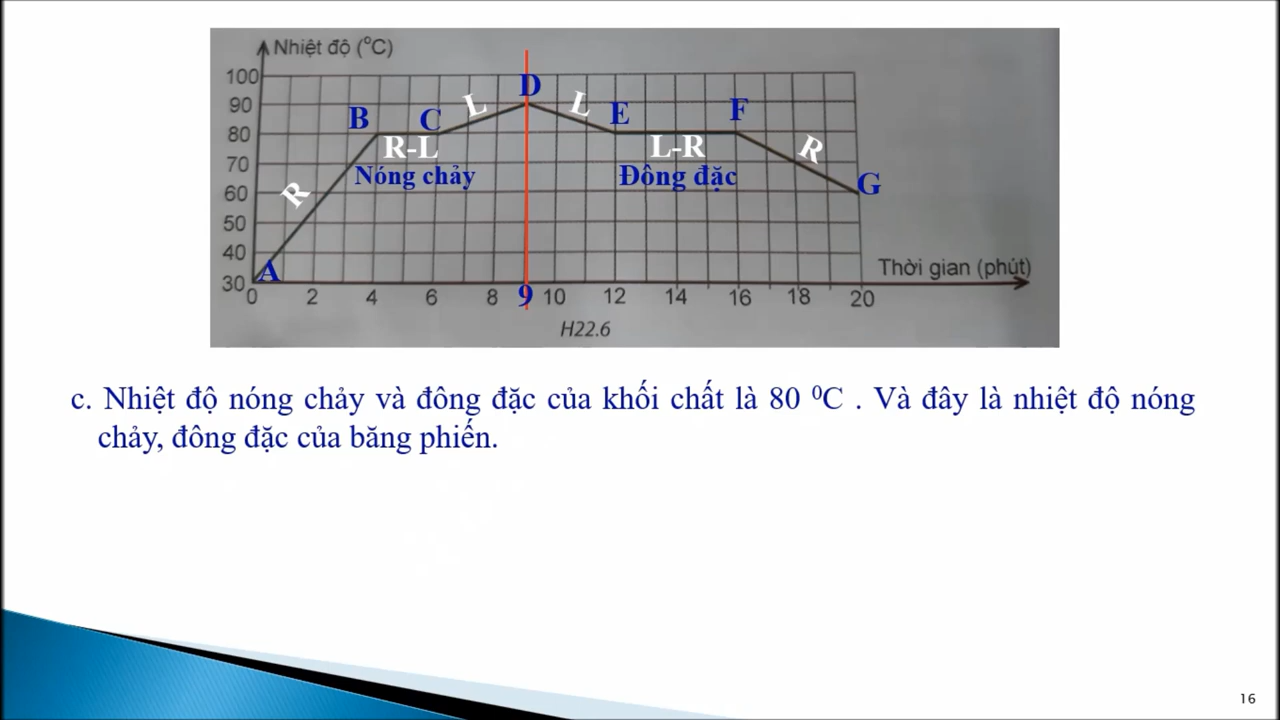 Nhiệt độ (°C)
100
90
80
70
60
50
40
30
A
B
C
D
E
F
G
R
R-L
L
L
L-R
R
Nóng chảy
Đông đặc
Thời gian (phút)
0 2 4 6 8 9 10 12 14 16 18 20
H22.6
c. Nhiệt độ nóng chảy và đông đặc của khối chất là 80 ⁰C . Và đây là nhiệt độ nóng
chảy, đông đặc của băng phiến.
16